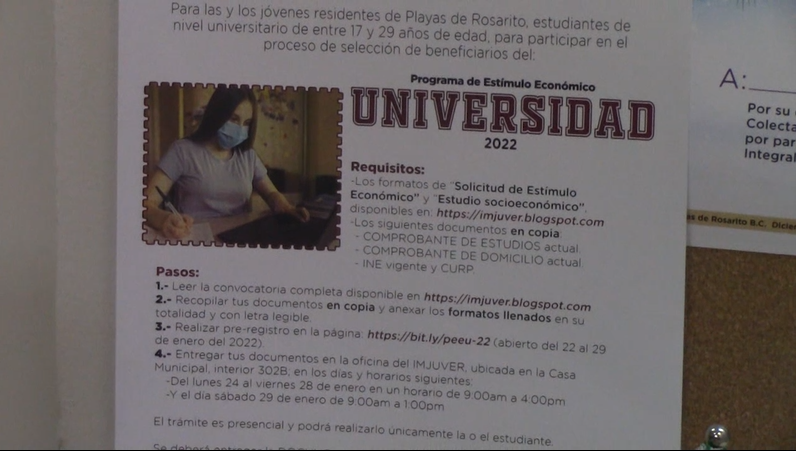 Para las y los jóvenes residentes de Playas de Rosarito, estudiantes de
nivel universitario de entre 17 y 29 años de edad, para participar en el
proceso de selección de beneficiarios del:
Programa de Estímulo Económico
UNIVERSIDAD
2022
Requisitos:
-Los formatos de "Solicitud de Estímulo
Económico" y "Estudio socioeconómico",
disponibles en: https://imjuver.blogspot.com
-Los siguientes documentos en copia:
- COMPROBANTE DE ESTUDIOS actual.
- COMPROBANTE DE DOMICILIO actual.
- INE vigente y CURP.
Pasos:
1.- Leer la convocatoria completa disponible en https://imjuver.blogspot.com
2.- Recopilar tus documentos en copia y anexar los formatos llenados en su
totalidad y con letra legible.
3.- Realizar pre-registro en la página: https://bit.ly/peeu-22 (abierto del 22 al 29
de enero del 2022).
4.- Entregar tus documentos en la oficina del IMJUVER, ubicada en la Casa
Municipal, interior 302B; en los días y horarios siguientes:
-Del lunes 24 al viernes 28 de enero en un horario de 9:00am a 4:00pm
-Y el día sábado 29 de enero de 9:00am a 1:00pm
El trámite es presencial y podrá realizarlo únicamente la o el estudiante.
Se deberá
A:
Por su
Colecta
por par
Integral
es de Rosarito B.C. Dicie